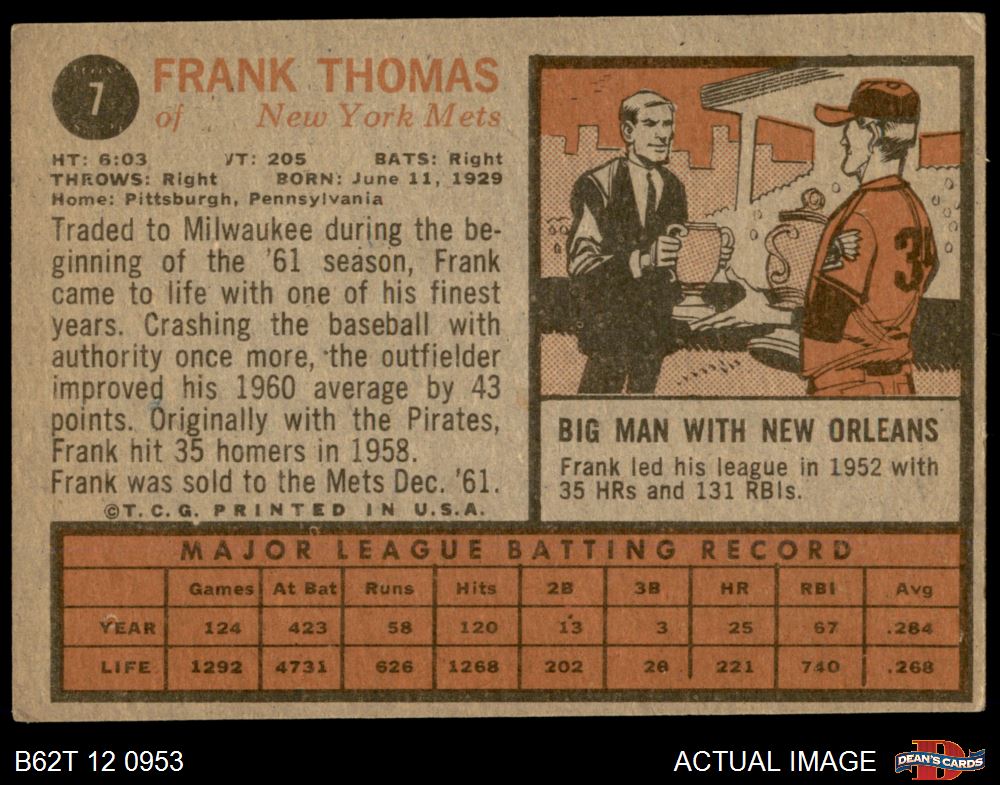 7
FRANK THOMAS
of New York Mets
HT: 6:03 WT: 205 BATS: Right
THROWS: Right BORN: June 11, 1929
Home: Pittsburgh, Pennsylvania
Traded to Milwaukee during the be-
ginning of the '61 season, Frank
came to life with one of his finest
years. Crashing the baseball with
authority once more, the outfielder
improved his 1960 average by 43
points. Originally with the Pirates,
Frank hit 35 homers in 1958.
Frank was sold to the Mets Dec. '61.
©T.C.G. PRINTED IN U.S.A.
BIG MAN WITH NEW ORLEANS
Frank led his league in 1952 with
35 HRs and 131 RBIs.
MAJOR LEAGUE BATTING RECORD
Games At Bat Runs Hits 2B 3B HR RBI Avg
YEAR 124 423 58 120 13 3 25 67 .284
LIFE 1292 4731 626 1268 202 28 221 740 .268
B62T 12 0953
ACTUAL IMAGE
DEAN'S CARDS